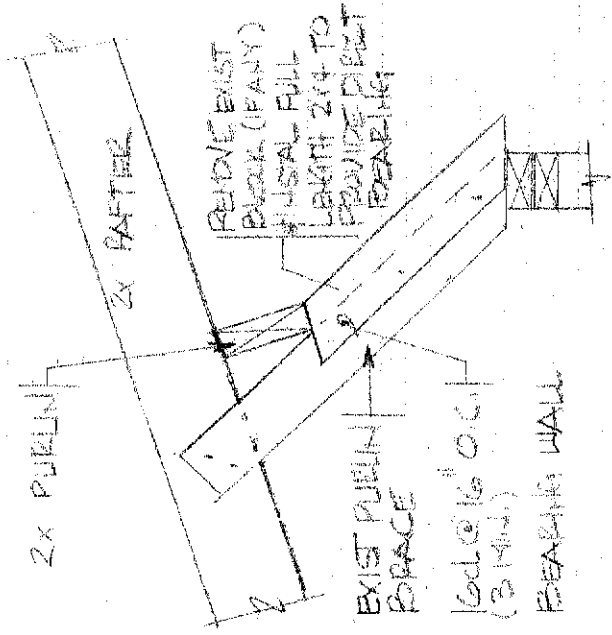 2x PURLIN
2x RAFTER
REMOVE EXIST
BLOCK (IF ANY)
INSTALL FULL
LENGTH 2x4 TO
PROVIDE DIRECT
BEARING
EXIST PURLIN
BRACE
16d @ 16" O.C.
(3 MIN.)
BEARING WALL